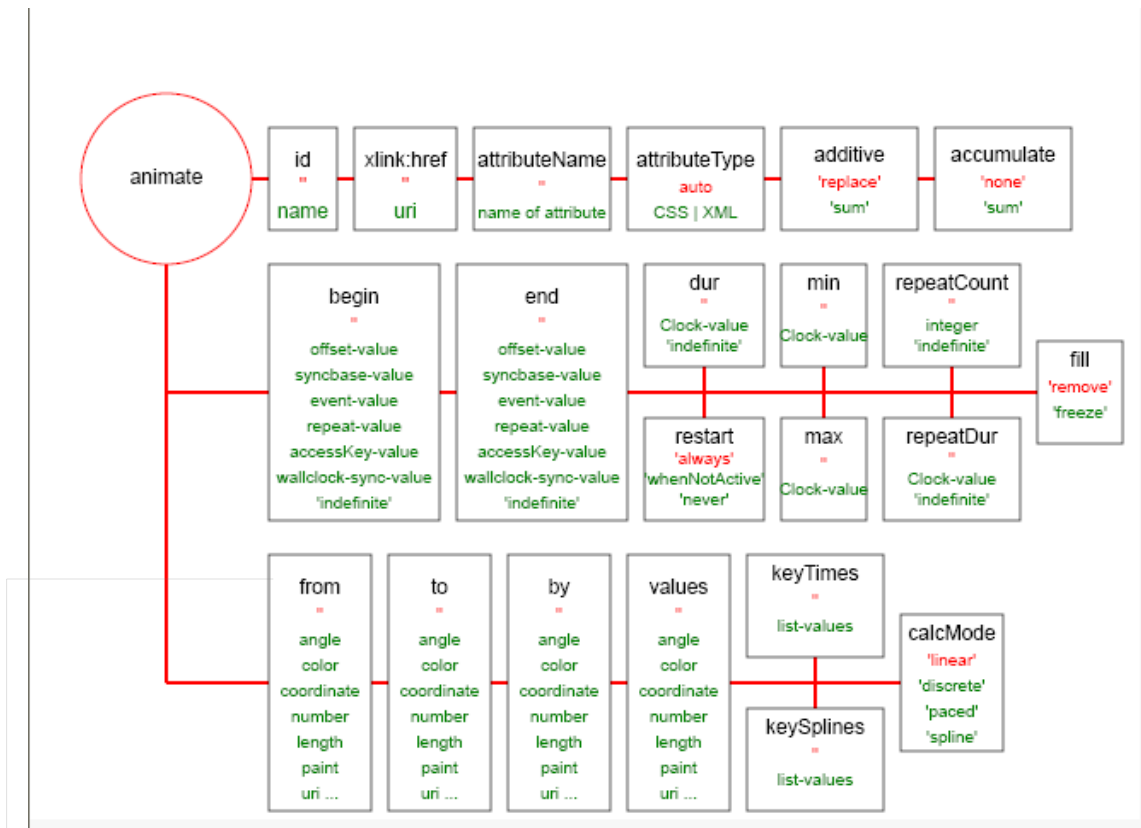 animate
id
''
name
xlink:href
''
uri
attributeName
''
name of attribute
attributeType
auto
CSS | XML
additive
'replace'
'sum'
accumulate
'none'
'sum'
begin
''
offset-value
syncbase-value
event-value
repeat-value
accessKey-value
wallclock-sync-value
'indefinite'
end
''
offset-value
syncbase-value
event-value
repeat-value
accessKey-value
wallclock-sync-value
'indefinite'
dur
''
Clock-value
'indefinite'
min
''
Clock-value
repeatCount
''
integer
'indefinite'
fill
'remove'
'freeze'
restart
'always'
'whenNotActive'
'never'
max
''
Clock-value
repeatDur
''
Clock-value
'indefinite'
from
''
angle
color
coordinate
number
length
paint
uri ...
to
''
angle
color
coordinate
number
length
paint
uri ...
by
''
angle
color
coordinate
number
length
paint
uri ...
values
''
angle
color
coordinate
number
length
paint
uri ...
keyTimes
''
list-values
calcMode
'linear'
'discrete'
'paced'
'spline'
keySplines
''
list-values